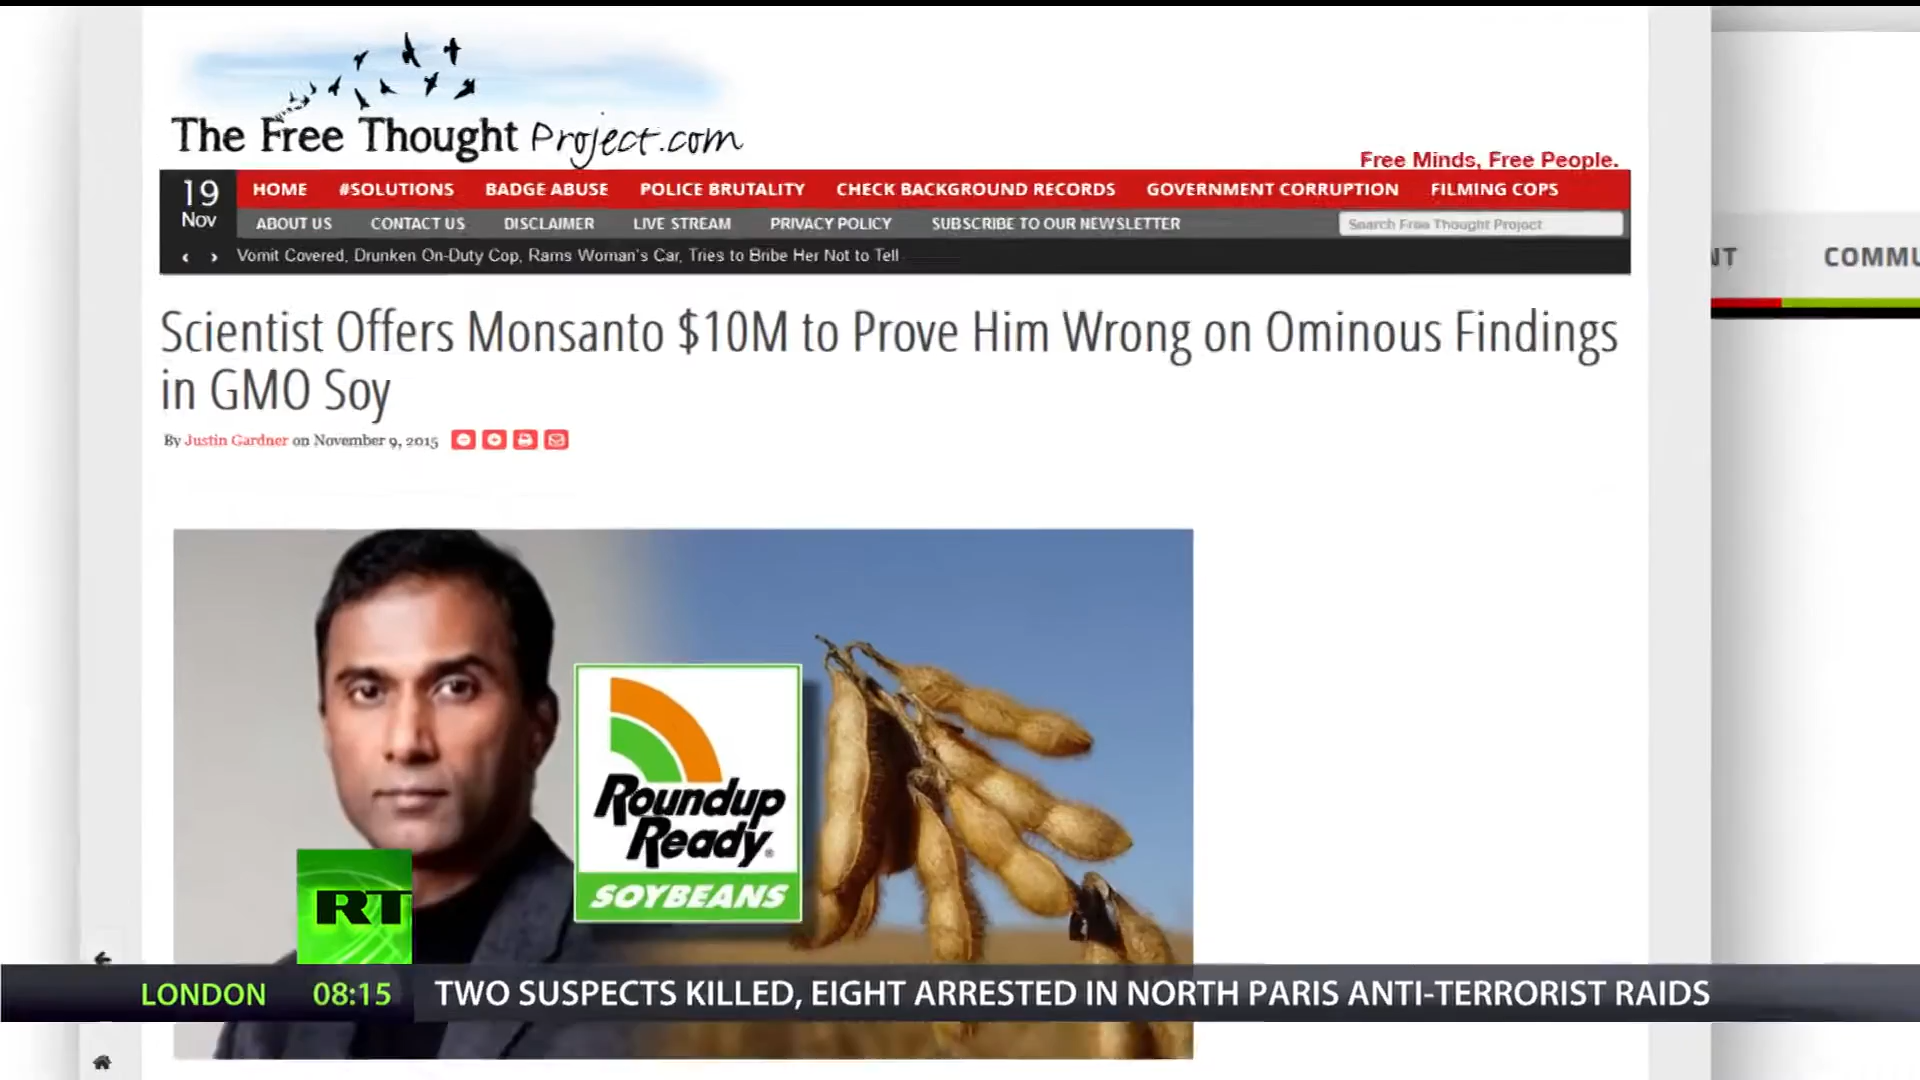 The Free Thought Project.com
Free Minds, Free People.
19
Nov
HOME #SOLUTIONS BADGE ABUSE POLICE BRUTALITY CHECK BACKGROUND RECORDS GOVERNMENT CORRUPTION FILMING COPS
ABOUT US CONTACT US DISCLAIMER LIVE STREAM PRIVACY POLICY SUBSCRIBE TO OUR NEWSLETTER Search Free Thought Project
‹ › Vomit Covered, Drunken On-Duty Cop, Rams Woman's Car, Tries to Bribe Her Not to Tell
NT COMMU
Scientist Offers Monsanto $10M to Prove Him Wrong on Ominous Findings
in GMO Soy
By Justin Gardner on November 9, 2015
Roundup
Ready®
SOYBEANS
RT
LONDON 08:15 TWO SUSPECTS KILLED, EIGHT ARRESTED IN NORTH PARIS ANTI-TERRORIST RAIDS